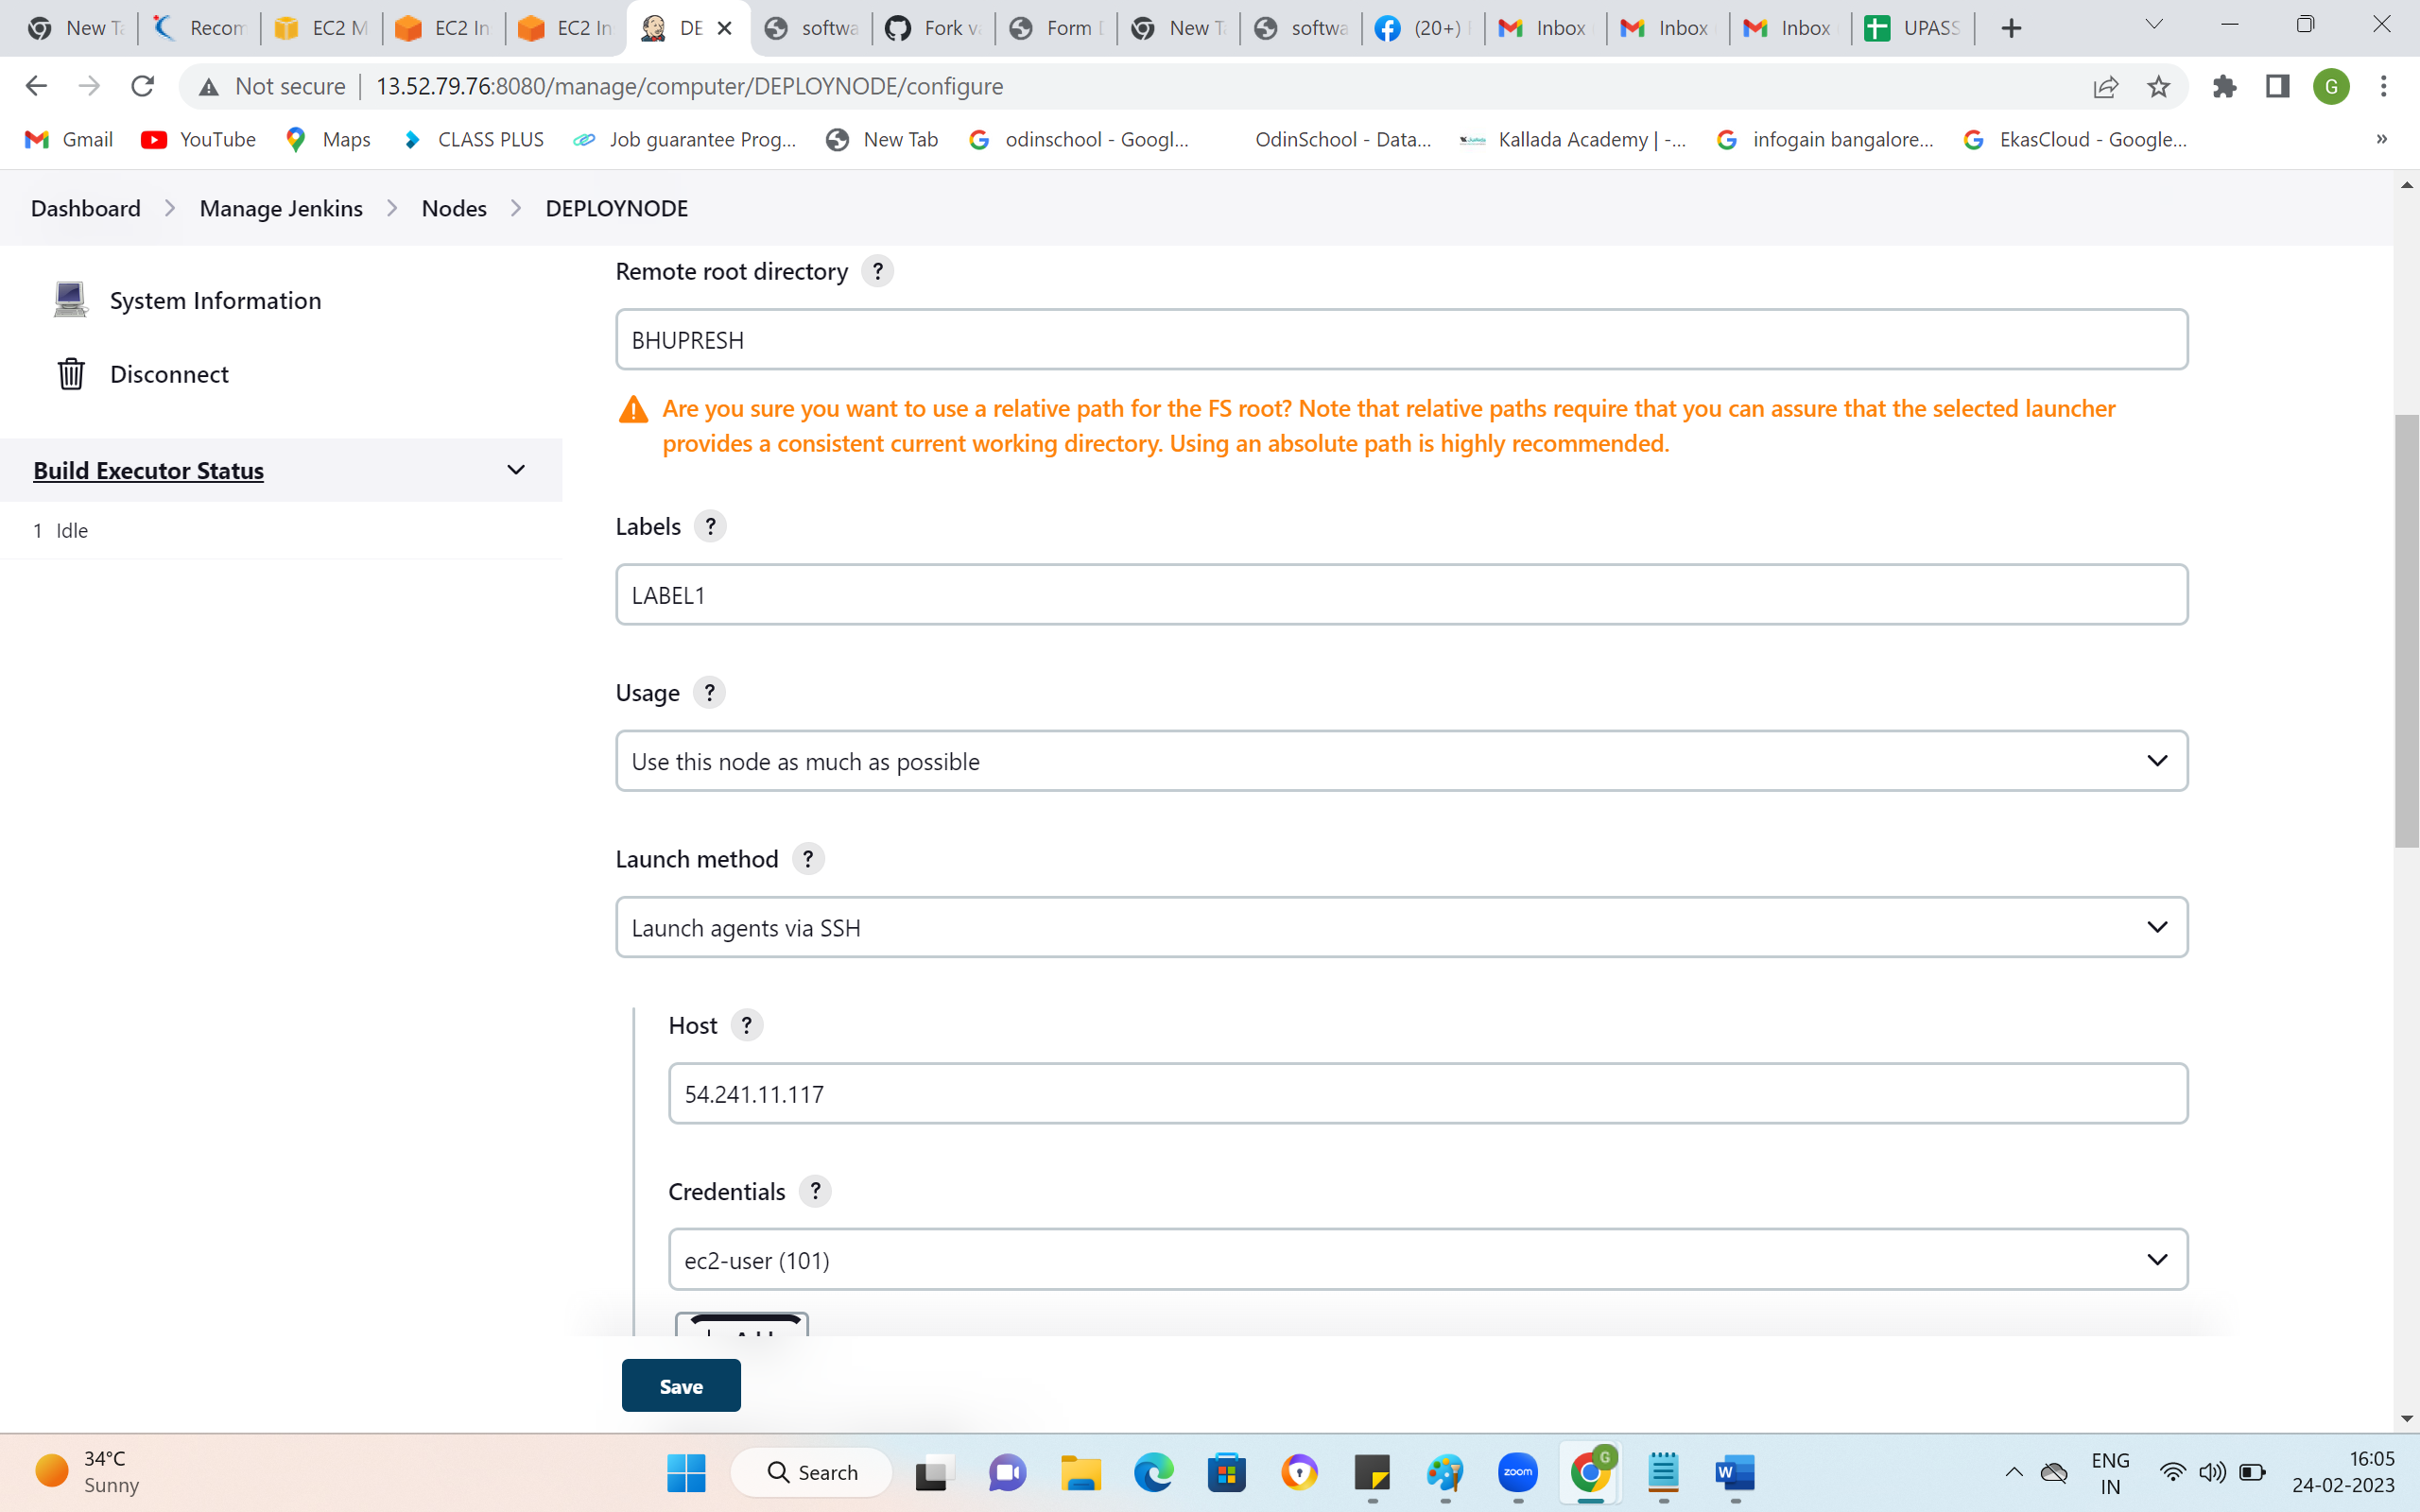 New Ta
Recom
EC2 M
EC2 In
EC2 In
DE
softwa
Fork v
Form
New Ta
softwa
(20+)
Inbox
Inbox
Inbox
UPASS
Not secure
13.52.79.76:8080/manage/computer/DEPLOYNODE/configure
G
Gmail
YouTube
Maps
CLASS PLUS
Job guarantee Prog...
New Tab
odinschool - Googl...
OdinSchool - Data...
Kallada Academy | -...
infogain bangalore...
EkasCloud - Google...
»
Dashboard > Manage Jenkins > Nodes > DEPLOYNODE
System Information
Disconnect
Build Executor Status
1 Idle
Remote root directory ?
BHUPRESH
Are you sure you want to use a relative path for the FS root? Note that relative paths require that you can assure that the selected launcher
provides a consistent current working directory. Using an absolute path is highly recommended.
Labels ?
LABEL1
Usage ?
Use this node as much as possible
Launch method ?
Launch agents via SSH
Host ?
54.241.11.117
Credentials ?
ec2-user (101)
Save
34°C
Sunny
Search
zoom
G
W
ENG
IN
16:05
24-02-2023